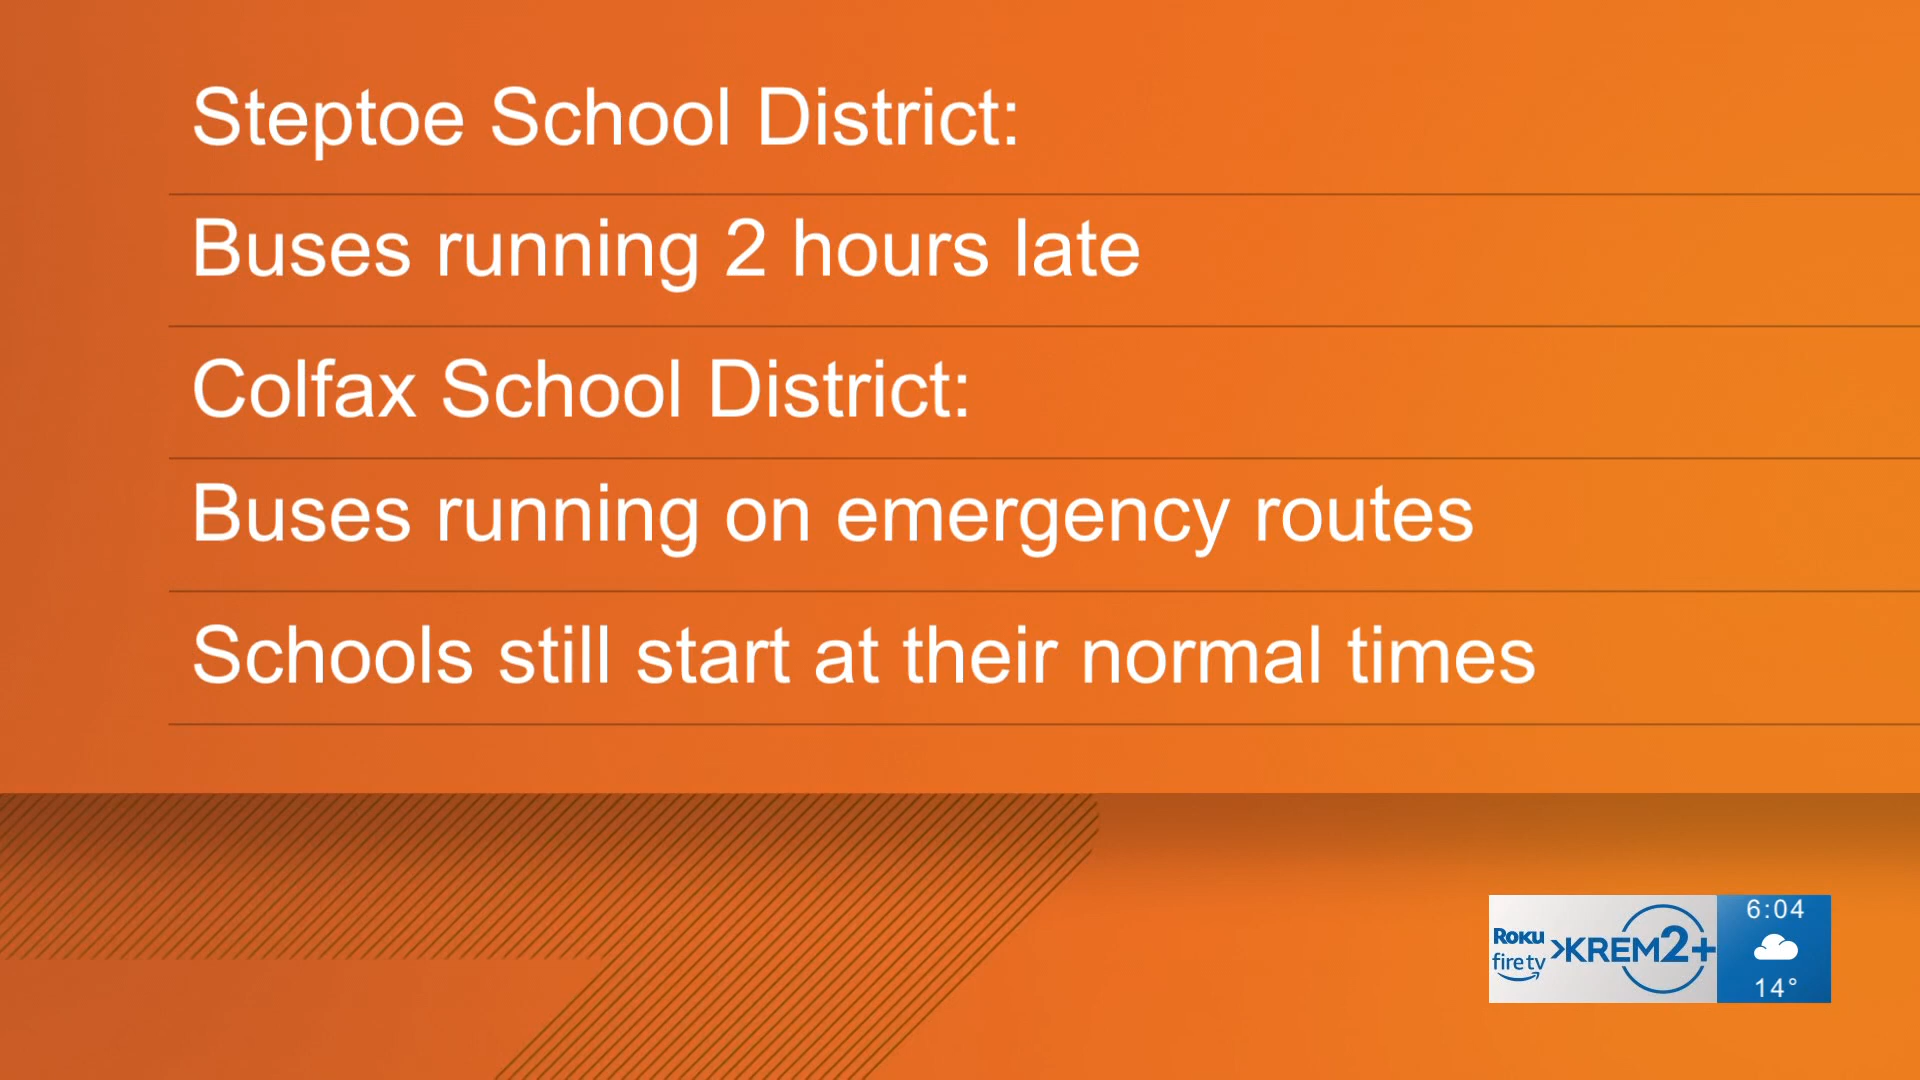 Steptoe School District:
Buses running 2 hours late
Colfax School District:
Buses running on emergency routes
Schools still start at their normal times
6:04
Roku
fire tv
KREM2+
14°